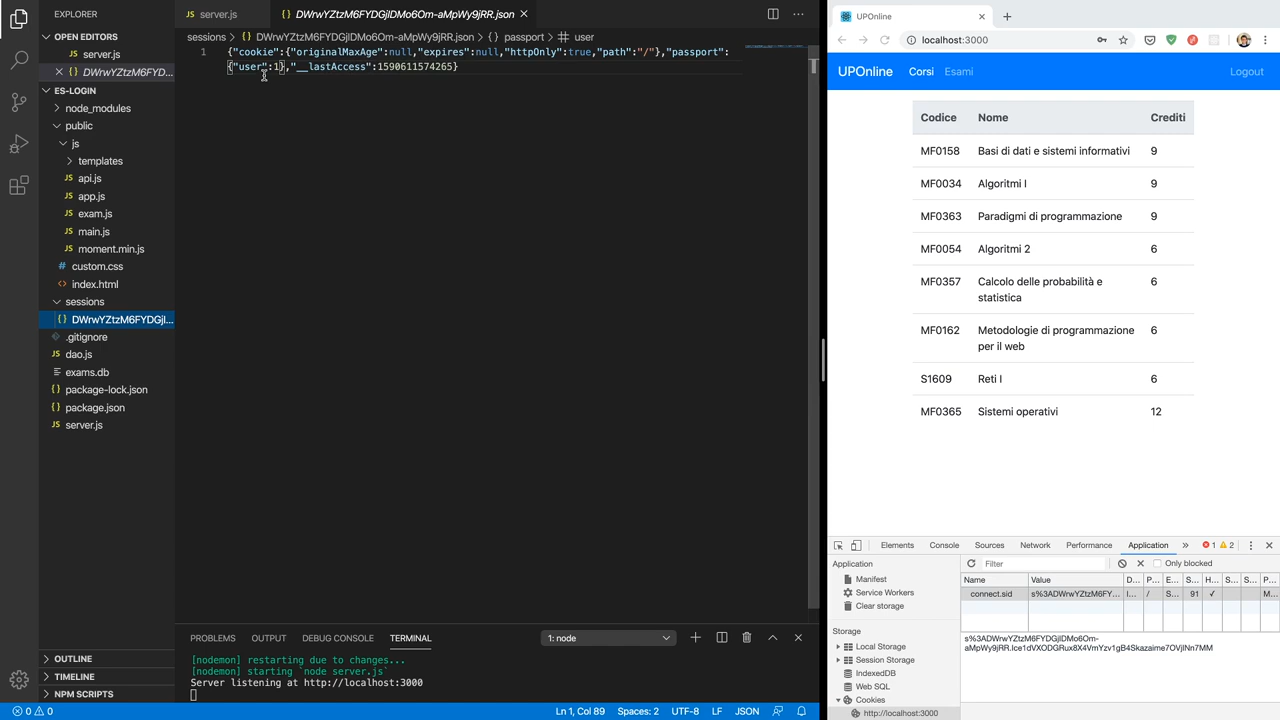 EXPLORER
OPEN EDITORS
server.js
DWrwYZtzM6FYD...
ES-LOGIN
node_modules
public
js
templates
api.js
app.js
exam.js
main.js
moment.min.js
custom.css
index.html
sessions
DWrwYZtzM6FYDGjl...
.gitignore
dao.js
exams.db
package-lock.json
package.json
server.js
OUTLINE
TIMELINE
NPM SCRIPTS
JS server.js
{} DWrwYZtzM6FYDGjlDMo6Om-aMpWy9jRR.json
sessions > {} DWrwYZtzM6FYDGjlDMo6Om-aMpWy9jRR.json > {} passport > # user
1 {"cookie":{"originalMaxAge":null,"expires":null,"httpOnly":true,"path":"/"},"passport":
{"user":1},"__lastAccess":1590611574265}
PROBLEMS OUTPUT DEBUG CONSOLE TERMINAL 1: node
[nodemon] restarting due to changes...
[nodemon] starting `node server.js`
Server listening at http://localhost:3000
0 0 Ln 1, Col 89 Spaces: 2 UTF-8 LF JSON
UPOnline
localhost:3000
UPOnline Corsi Esami Logout
Codice Nome Crediti
MF0158 Basi di dati e sistemi informativi 9
MF0034 Algoritmi I 9
MF0363 Paradigmi di programmazione 9
MF0054 Algoritmi 2 6
MF0357 Calcolo delle probabilità e 6
statistica
MF0162 Metodologie di programmazione 6
per il web
S1609 Reti I 6
MF0365 Sistemi operativi 12
Elements Console Sources Network Performance Application » 1 2
Application
Manifest
Service Workers
Clear storage
Storage
Local Storage
Session Storage
IndexedDB
Web SQL
Cookies
http://localhost:3000
Filter Only blocked
Name Value D... P... E... S... H... S... S... P...
connect.sid s%3ADWrwYZtzM6FY... l... / S... 91 ✓ M...
s%3ADWrwYZtzM6FYDGjlDMo6Om-
aMpWy9jRR.Ice1dVXODGRux8X4VmYzv1gB4Skazaime7OVjlNn7MM